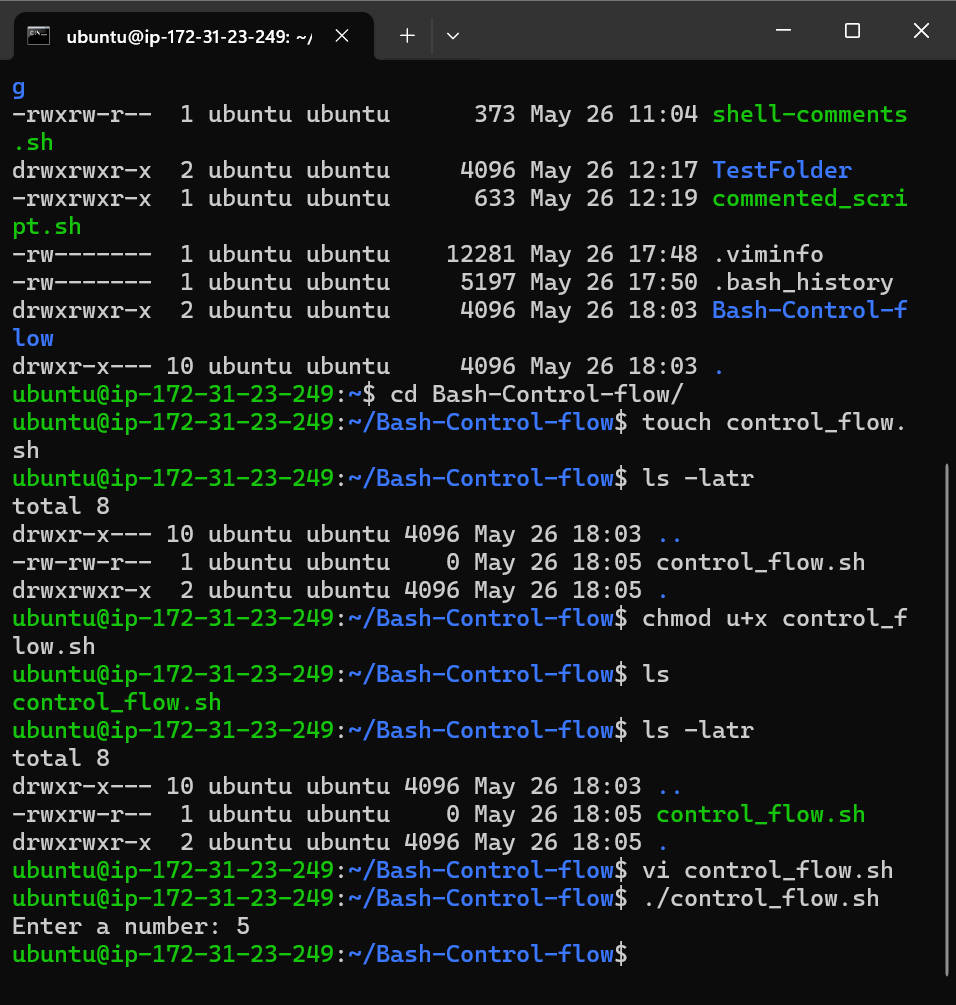 ubuntu@ip-172-31-23-249: ~/
g
-rwxrw-r--  1 ubuntu ubuntu      373 May 26 11:04 shell-comments
.sh
drwxrwxr-x  2 ubuntu ubuntu     4096 May 26 12:17 TestFolder
-rwxrwxr-x  1 ubuntu ubuntu      633 May 26 12:19 commented_scri
pt.sh
-rw-------  1 ubuntu ubuntu    12281 May 26 17:48 .viminfo
-rw-------  1 ubuntu ubuntu     5197 May 26 17:50 .bash_history
drwxrwxr-x  2 ubuntu ubuntu     4096 May 26 18:03 Bash-Control-f
low
drwxr-x--- 10 ubuntu ubuntu     4096 May 26 18:03 .
ubuntu@ip-172-31-23-249:~$ cd Bash-Control-flow/
ubuntu@ip-172-31-23-249:~/Bash-Control-flow$ touch control_flow.
sh
ubuntu@ip-172-31-23-249:~/Bash-Control-flow$ ls -latr
total 8
drwxr-x--- 10 ubuntu ubuntu 4096 May 26 18:03 ..
-rw-rw-r--  1 ubuntu ubuntu    0 May 26 18:05 control_flow.sh
drwxrwxr-x  2 ubuntu ubuntu 4096 May 26 18:05 .
ubuntu@ip-172-31-23-249:~/Bash-Control-flow$ chmod u+x control_f
low.sh
ubuntu@ip-172-31-23-249:~/Bash-Control-flow$ ls
control_flow.sh
ubuntu@ip-172-31-23-249:~/Bash-Control-flow$ ls -latr
total 8
drwxr-x--- 10 ubuntu ubuntu 4096 May 26 18:03 ..
-rwxrw-r--  1 ubuntu ubuntu    0 May 26 18:05 control_flow.sh
drwxrwxr-x  2 ubuntu ubuntu 4096 May 26 18:05 .
ubuntu@ip-172-31-23-249:~/Bash-Control-flow$ vi control_flow.sh
ubuntu@ip-172-31-23-249:~/Bash-Control-flow$ ./control_flow.sh
Enter a number: 5
ubuntu@ip-172-31-23-249:~/Bash-Control-flow$